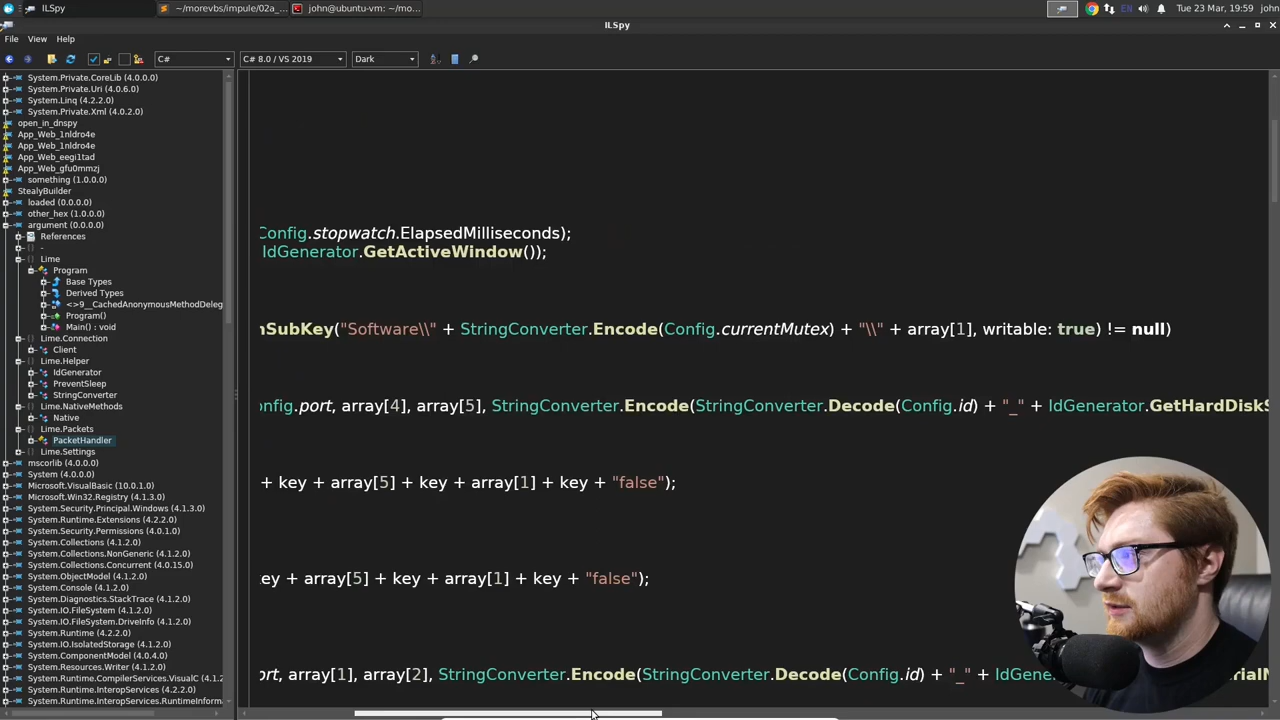 ILSpy
~/morevbs/impule/02a_...
john@ubuntu-vm: ~/mo...
EN
Tue 23 Mar, 19:59
john
ILSpy
File View Help
C#
C# 8.0 / VS 2019
Dark
System.Private.CoreLib (4.0.0.0)
System.Private.Uri (4.0.6.0)
System.Linq (4.2.2.0)
System.Private.Xml (4.0.2.0)
open_in_dnspy
App_Web_1nldro4e
App_Web_1nldro4e
App_Web_eegi1tad
App_Web_gfu0mmzj
something (1.0.0.0)
StealyBuilder
loaded (0.0.0.0)
other_hex (1.0.0.0)
argument (0.0.0.0)
References
-
Lime
Program
Base Types
Derived Types
<>9__CachedAnonymousMethodDeleg
Program()
Main() : void
Lime.Connection
Client
Lime.Helper
IdGenerator
PreventSleep
StringConverter
Lime.NativeMethods
Native
Lime.Packets
PacketHandler
Lime.Settings
mscorlib (4.0.0.0)
System (4.0.0.0)
Microsoft.VisualBasic (10.0.1.0)
Microsoft.Win32.Registry (4.1.3.0)
System.Security.Principal.Windows (4.1.3.0)
System.Runtime.Extensions (4.2.2.0)
System.Security.Permissions (4.0.1.0)
System.Collections (4.1.2.0)
System.Collections.NonGeneric (4.1.2.0)
System.Collections.Concurrent (4.0.15.0)
System.ObjectModel (4.1.2.0)
System.Console (4.1.2.0)
System.Diagnostics.StackTrace (4.1.2.0)
System.IO.FileSystem (4.1.2.0)
System.IO.FileSystem.DriveInfo (4.1.2.0)
System.Runtime (4.2.2.0)
System.IO.IsolatedStorage (4.1.2.0)
System.ComponentModel (4.0.4.0)
System.Resources.Writer (4.1.2.0)
System.Runtime.CompilerServices.VisualC (4.1.2
System.Runtime.InteropServices (4.2.2.0)
System.Runtime.InteropServices.RuntimeInforma
Config.stopwatch.ElapsedMilliseconds);
IdGenerator.GetActiveWindow());
nSubKey("Software\\" + StringConverter.Encode(Config.currentMutex) + "\\" + array[1], writable: true) != null)
onfig.port, array[4], array[5], StringConverter.Encode(StringConverter.Decode(Config.id) + "_" + IdGenerator.GetHardDiskS
+ key + array[5] + key + array[1] + key + "false");
key + array[5] + key + array[1] + key + "false");
ort, array[1], array[2], StringConverter.Encode(StringConverter.Decode(Config.id) + "_" + IdGene